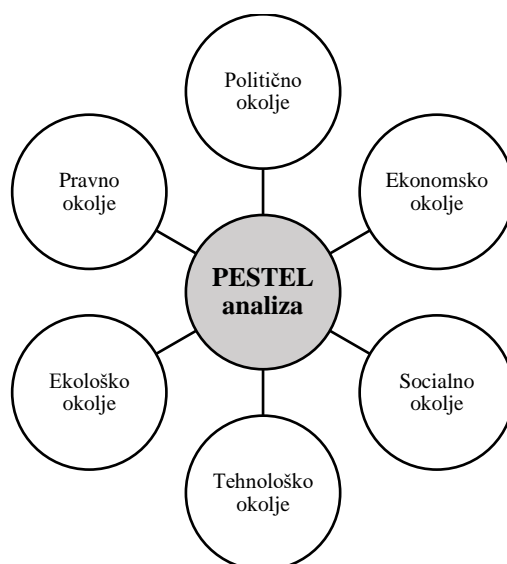 Politično
okolje
Pravno
okolje
Ekonomsko
okolje
PESTEL
analiza
Ekološko
okolje
Socialno
okolje
Tehnološko
okolje